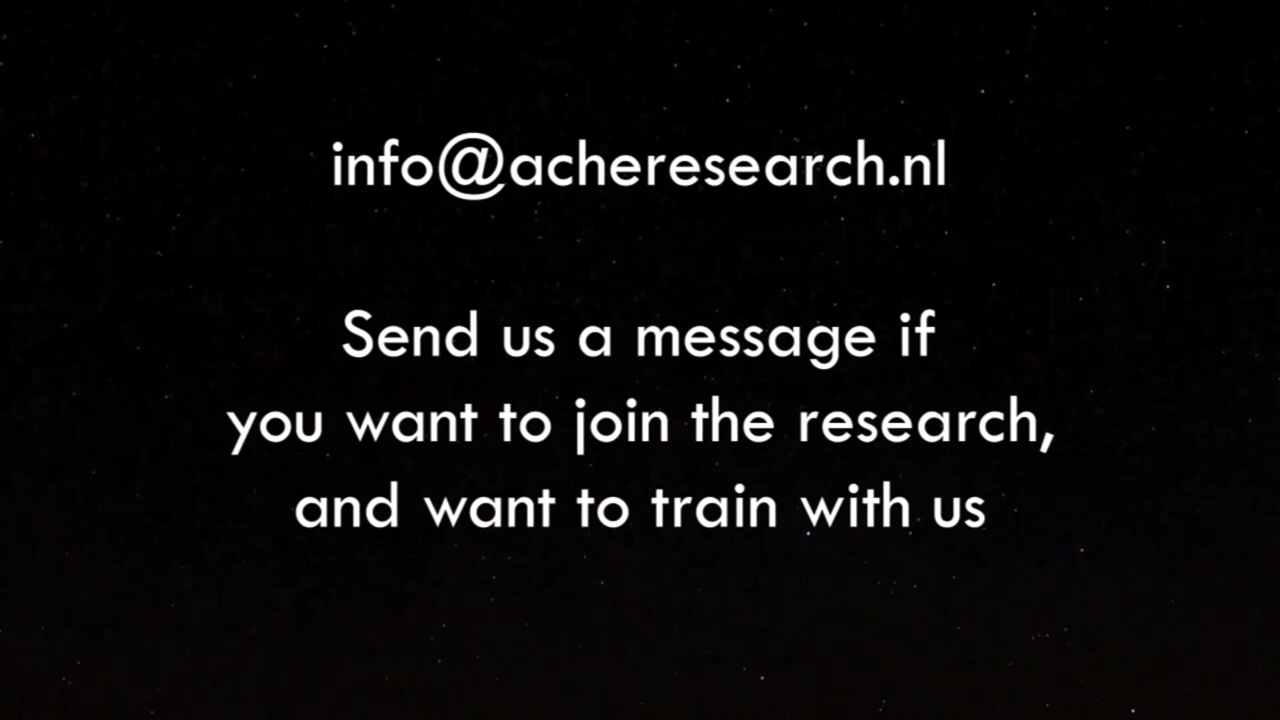 info@acheresearch.nl
Send us a message if
you want to join the research,
and want to train with us